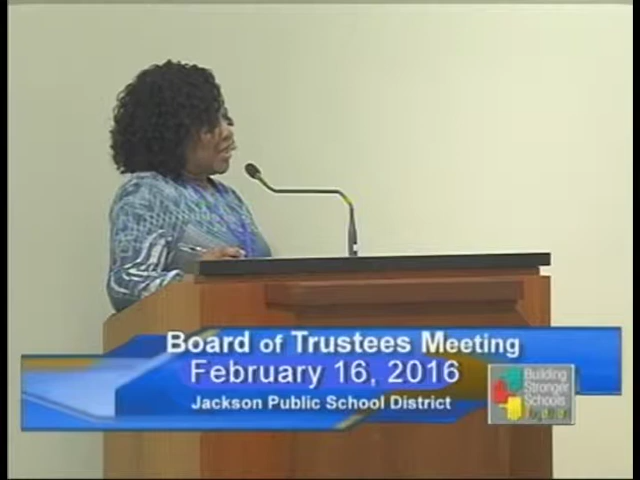 Board of Trustees Meeting
February 16, 2016
Jackson Public School District
Building
Stronger
Schools